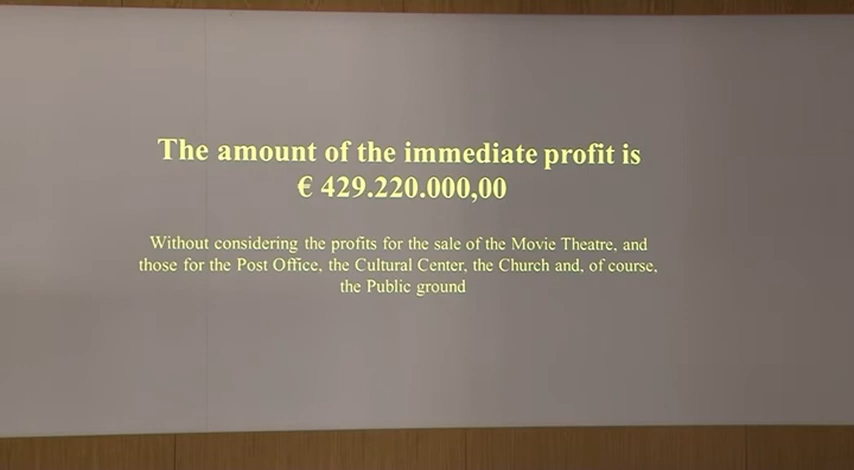 The amount of the immediate profit is
€ 429.220.000,00
Without considering the profits for the sale of the Movie Theatre, and
those for the Post Office, the Cultural Center, the Church and, of course,
the Public ground